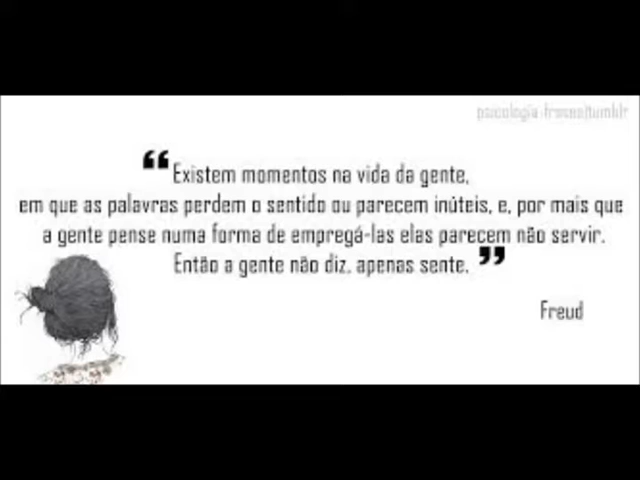 psicologia-frases|tumblr
“Existem momentos na vida da gente,
em que as palavras perdem o sentido ou parecem inúteis, e, por mais que
a gente pense numa forma de empregá-las elas parecem não servir.
Então a gente não diz, apenas sente.”
Freud